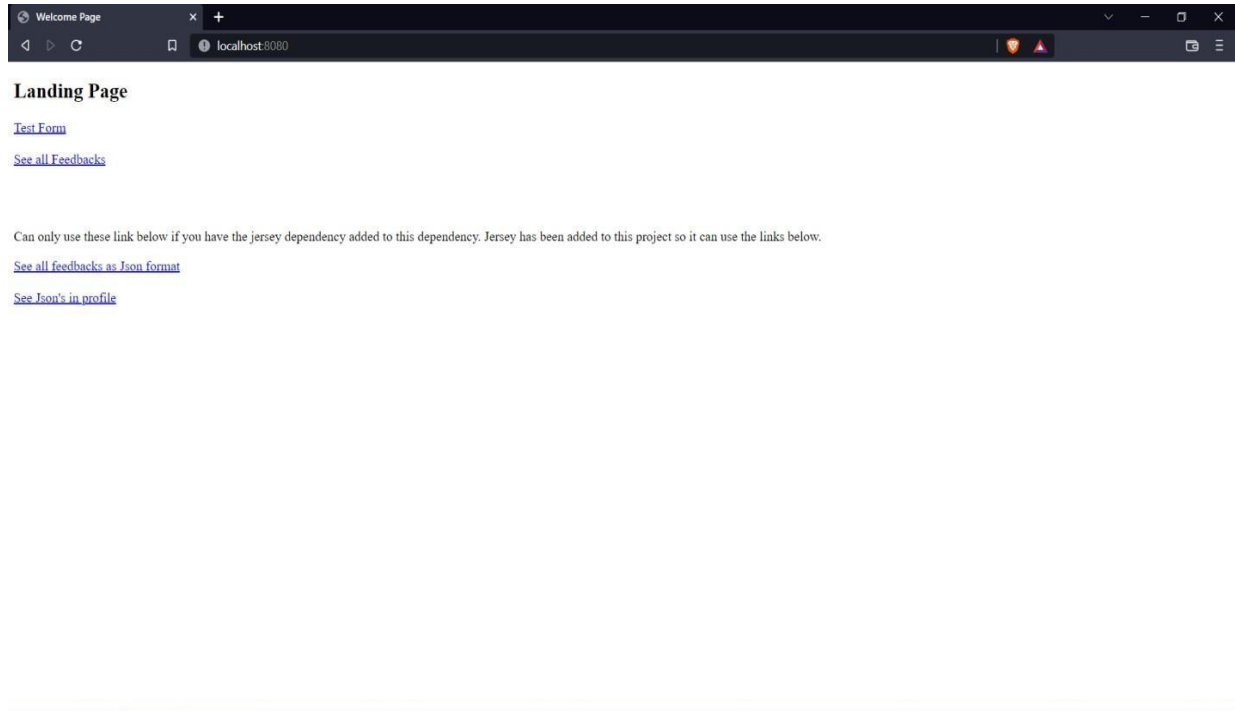 Welcome Page
localhost:8080
Landing Page
Test Form
See all Feedbacks
Can only use these link below if you have the jersey dependency added to this dependency. Jersey has been added to this project so it can use the links below.
See all feedbacks as Json format
See Json's in profile